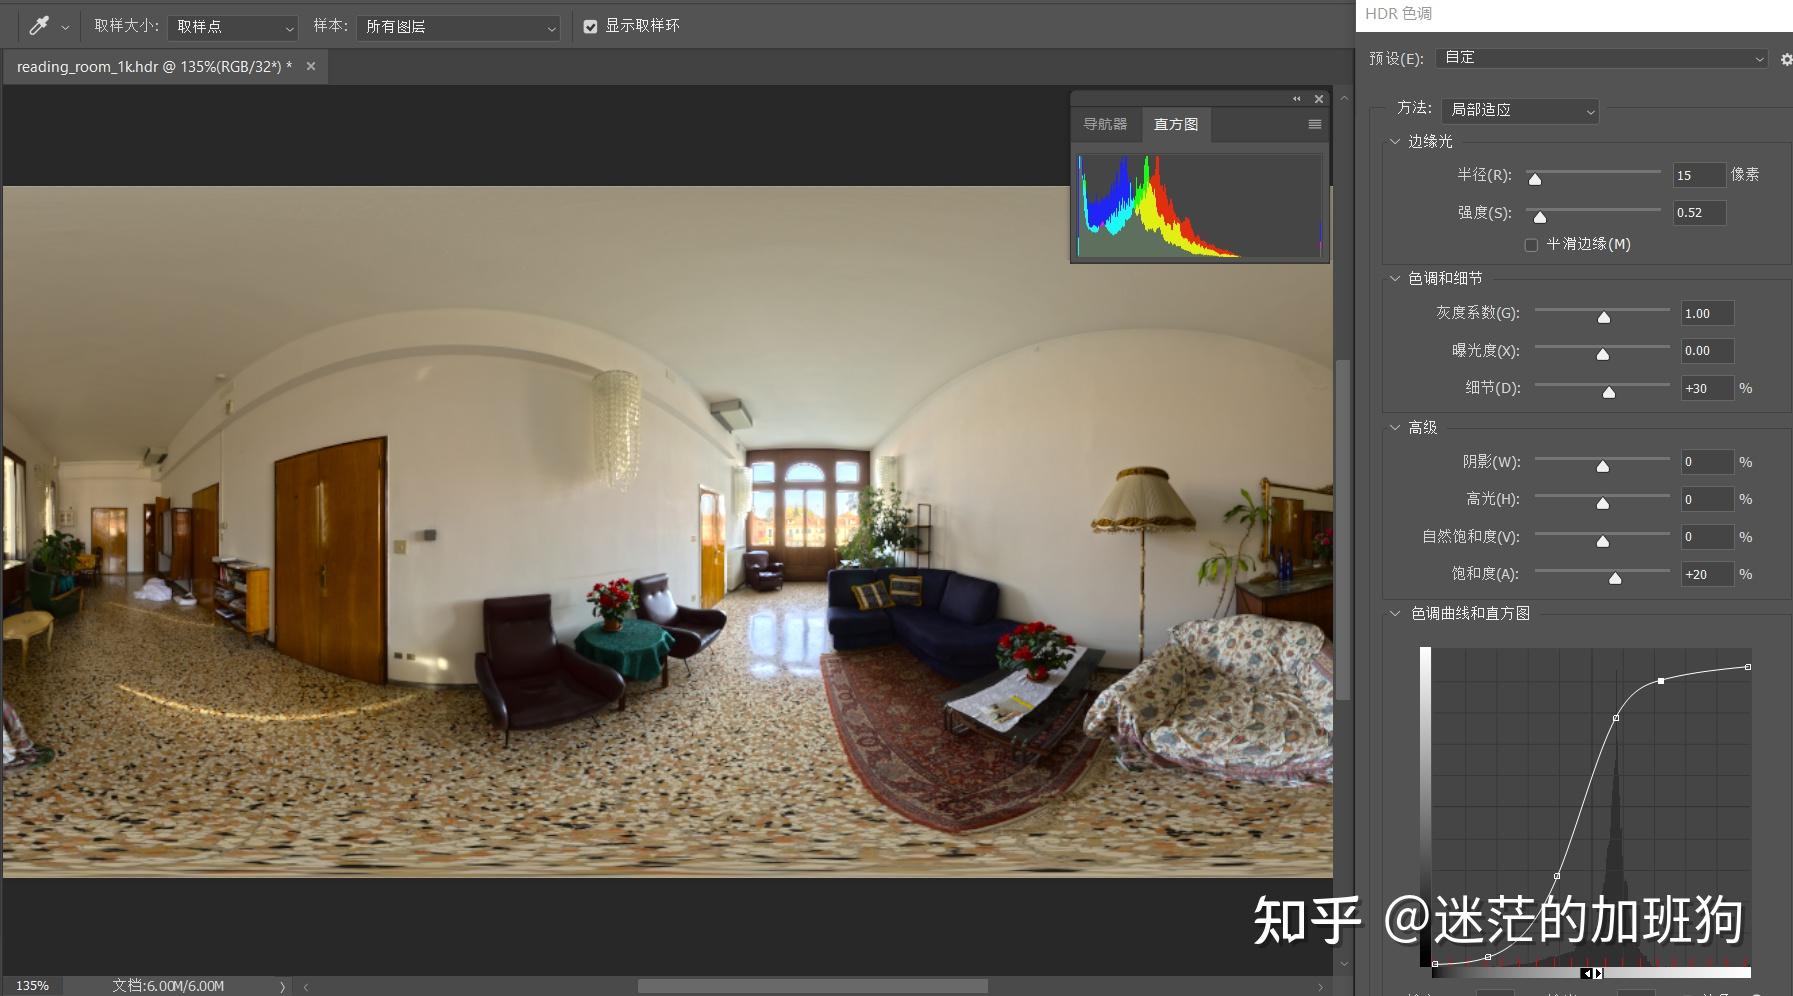 取样大小: 取样点 样本: 所有图层 显示取样环
reading_room_1k.hdr @ 135%(RGB/32*) *
导航器 直方图
HDR 色调
预设(E): 自定
方法: 局部适应
边缘光
半径(R): 15 像素
强度(S): 0.52
平滑边缘(M)
色调和细节
灰度系数(G): 1.00
曝光度(X): 0.00
细节(D): +30 %
高级
阴影(W): 0 %
高光(H): 0 %
自然饱和度(V): 0 %
饱和度(A): +20 %
色调曲线和直方图
知乎 @迷茫的加班狗
135% 文档:6.00M/6.00M